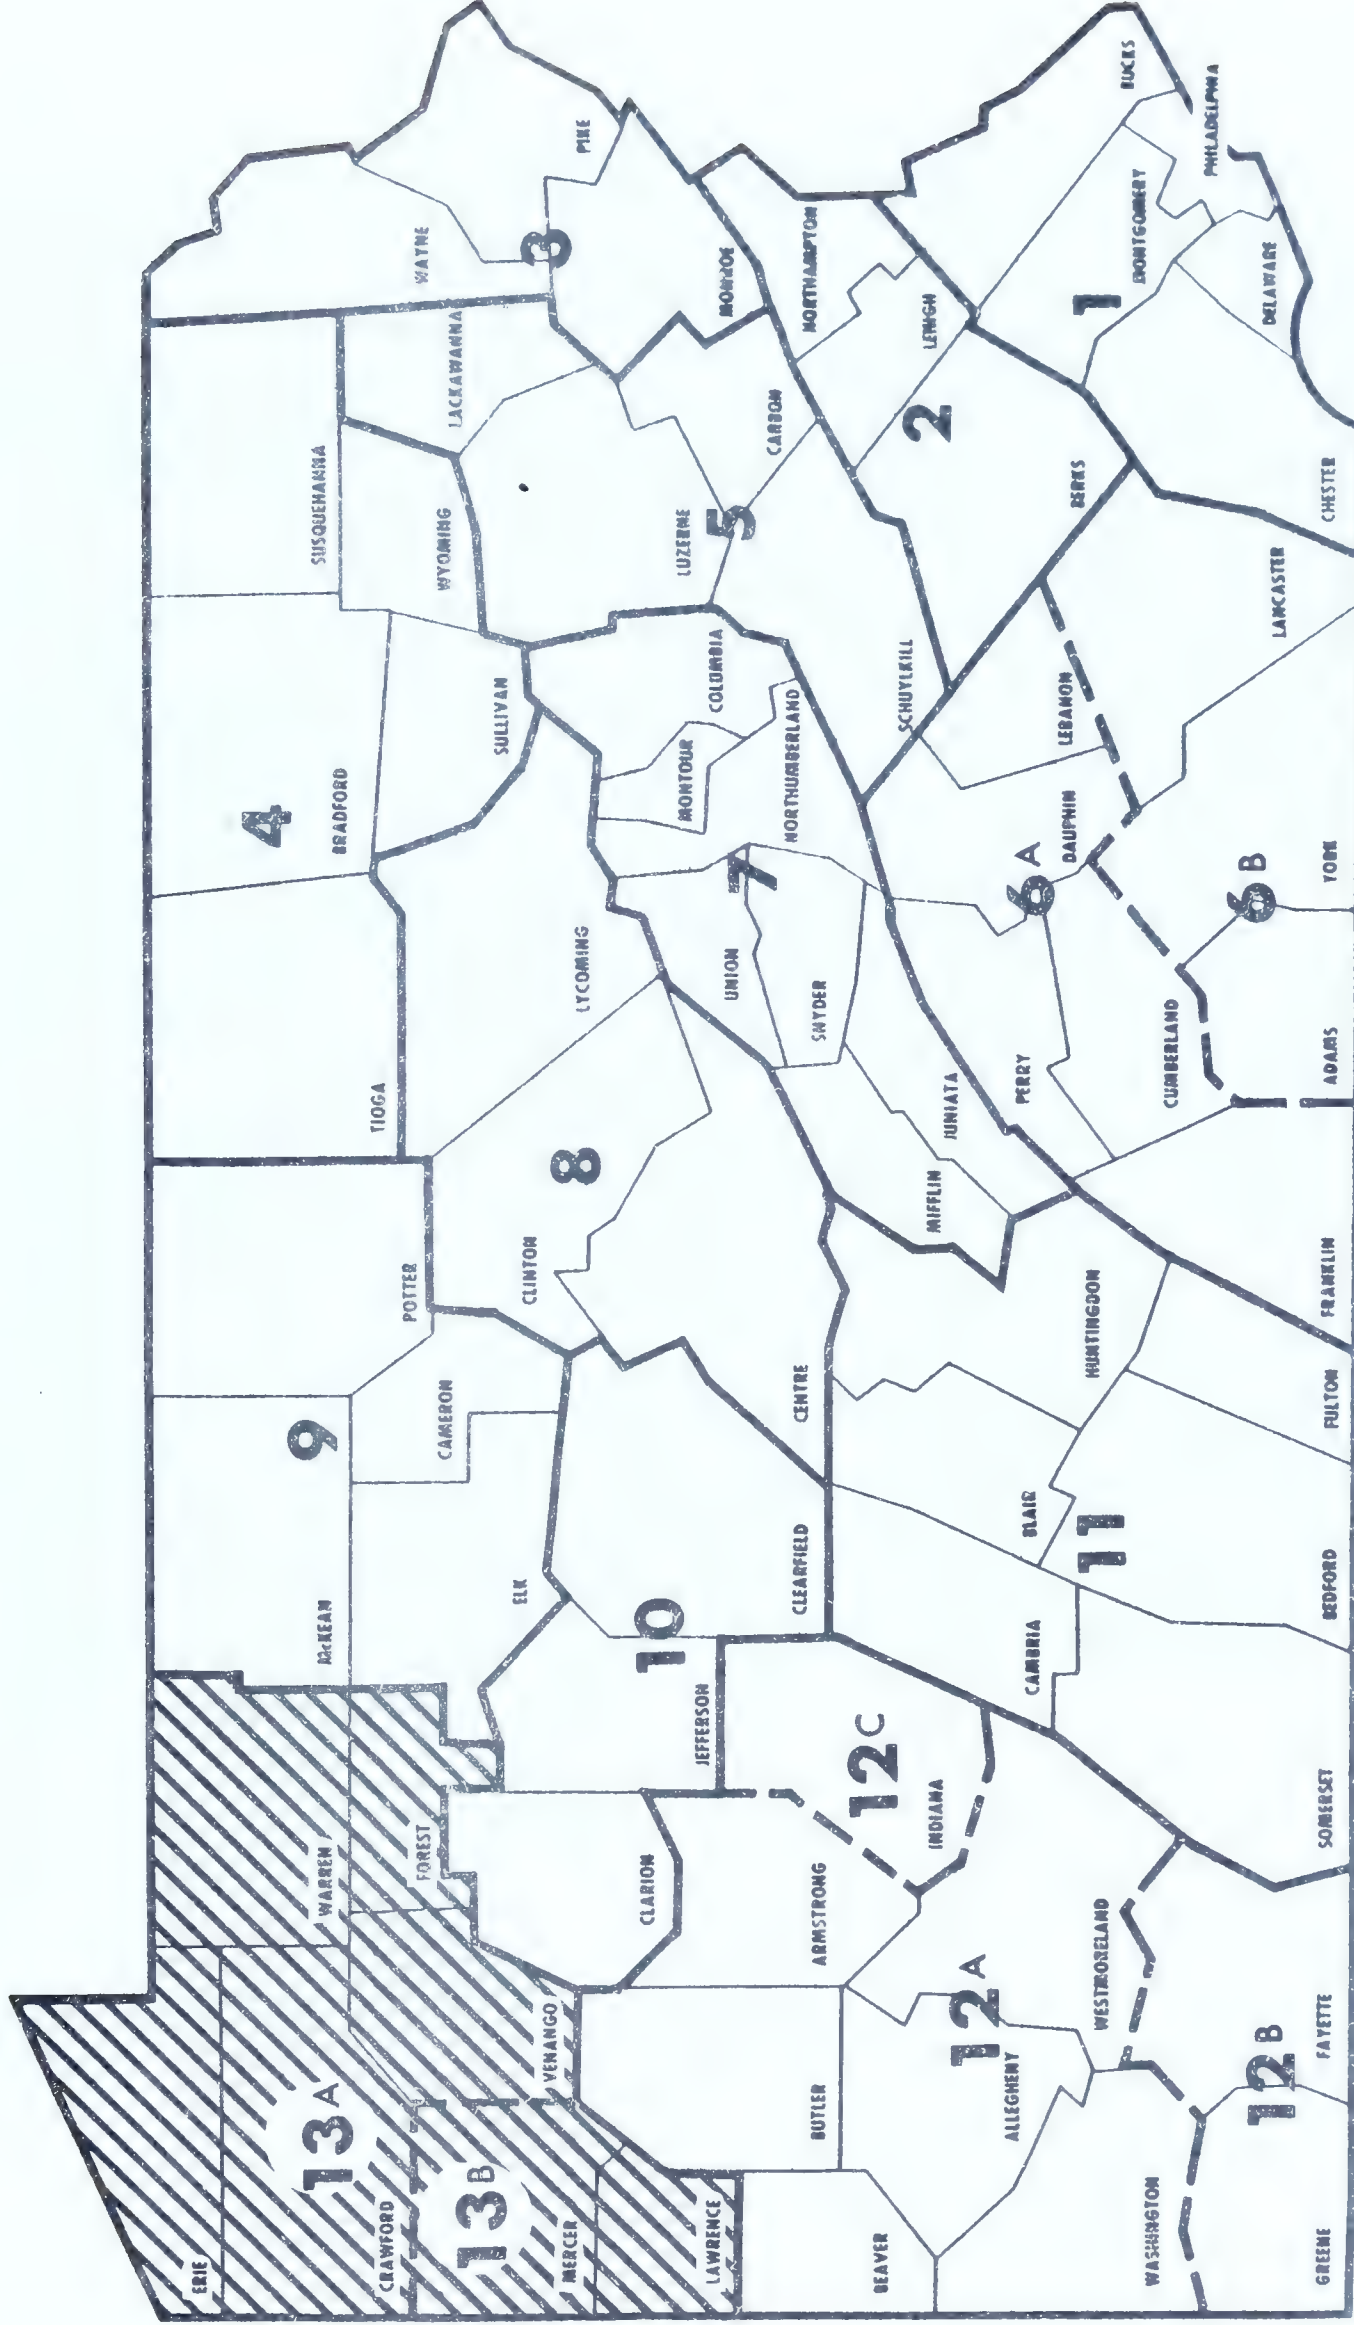 ERIE
CRAWFORD
13A
13B
MERCER
LAWRENCE
VENANGO
WARREN
FOREST
McKEAN
9
POTTER
CAMERON
ELK
TIOGA
4
BRADFORD
SUSQUEHANNA
WAYNE
WYOMING
LACKAWANNA
SULLIVAN
PIKE
3
MONROE
CLINTON
8
LYCOMING
CENTRE
CLEARFIELD
10
JEFFERSON
CLARION
LUZERNE
5
CARBON
SCHUYLKILL
COLUMBIA
MONTOUR
NORTHUMBERLAND
UNION
7
SNYDER
JUNIATA
MIFFLIN
NORTHAMPTON
LEHIGH
2
BERKS
BUCKS
MONTGOMERY
PHILADELPHIA
1
DELAWARE
CHESTER
LANCASTER
LEBANON
DAUPHIN
6A
PERRY
CUMBERLAND
6B
YORK
ADAMS
FRANKLIN
FULTON
HUNTINGDON
BLAIR
11
BEDFORD
CAMBRIA
SOMERSET
12C
INDIANA
ARMSTRONG
BUTLER
BEAVER
12A
ALLEGHENY
WESTMORELAND
WASHINGTON
12B
FAYETTE
GREENE